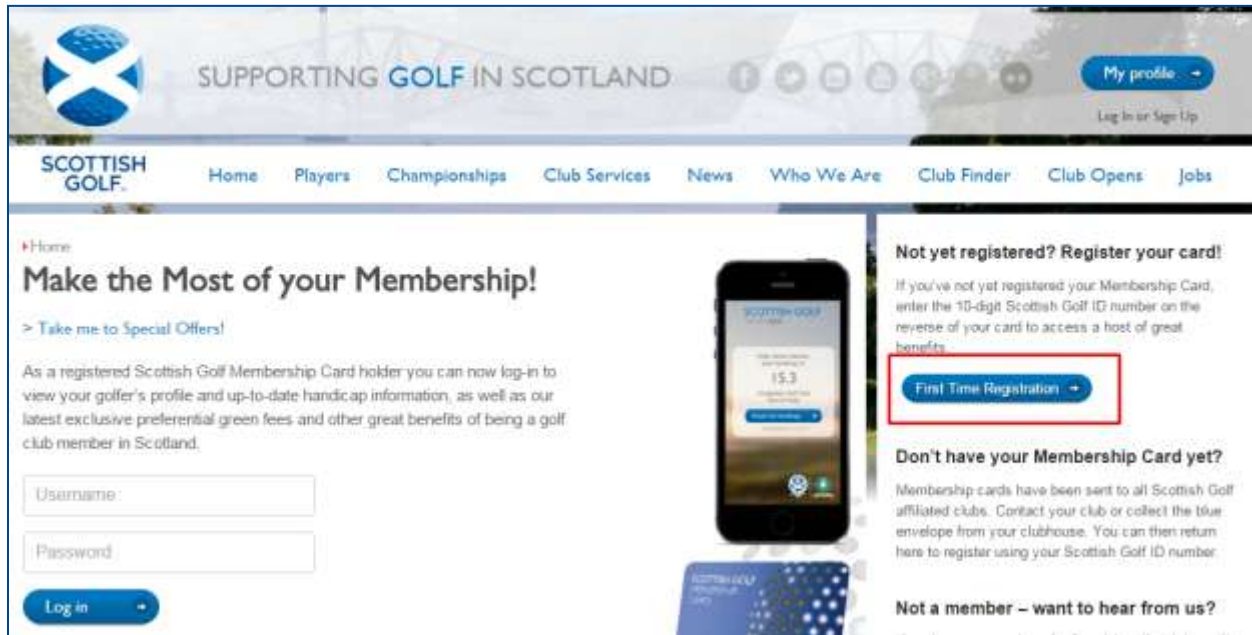 SUPPORTING GOLF IN SCOTLAND
My profile
Log In or Sign Up
SCOTTISH
GOLF.
Home Players Championships Club Services News Who We Are Club Finder Club Opens Jobs
Home
Make the Most of your Membership!
> Take me to Special Offers!
As a registered Scottish Golf Membership Card holder you can now log-in to
view your golfer's profile and up-to-date handicap information, as well as our
latest exclusive preferential green fees and other great benefits of being a golf
club member in Scotland.
Username
Password
Log in
SCOTTISH GOLF
15.3
SCOTTISH GOLF
Not yet registered? Register your card!
If you've not yet registered your Membership Card,
enter the 10-digit Scottish Golf ID number on the
reverse of your card to access a host of great
benefits.
First Time Registration
Don't have your Membership Card yet?
Membership cards have been sent to all Scottish Golf
affiliated clubs. Contact your club or collect the blue
envelope from your clubhouse. You can then return
here to register using your Scottish Golf ID number
Not a member – want to hear from us?